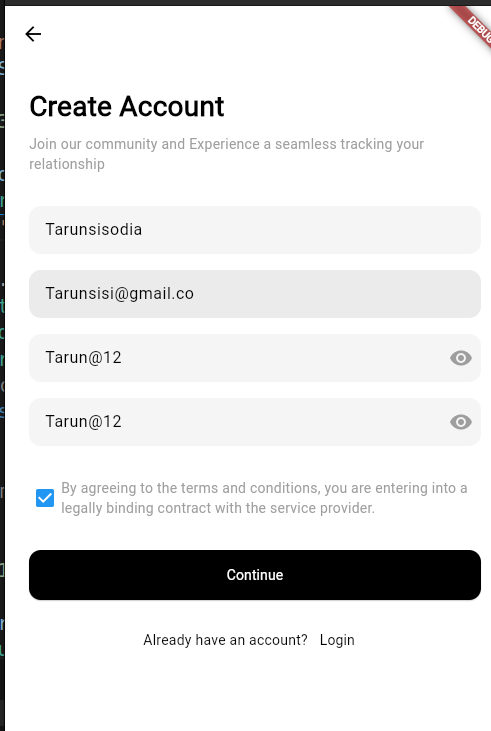 DEBUG
Create Account
Join our community and Experience a seamless tracking your
relationship
Tarunsisodia
Tarunsisi@gmail.co
Tarun@12
Tarun@12
By agreeing to the terms and conditions, you are entering into a
legally binding contract with the service provider.
Continue
Already have an account? Login